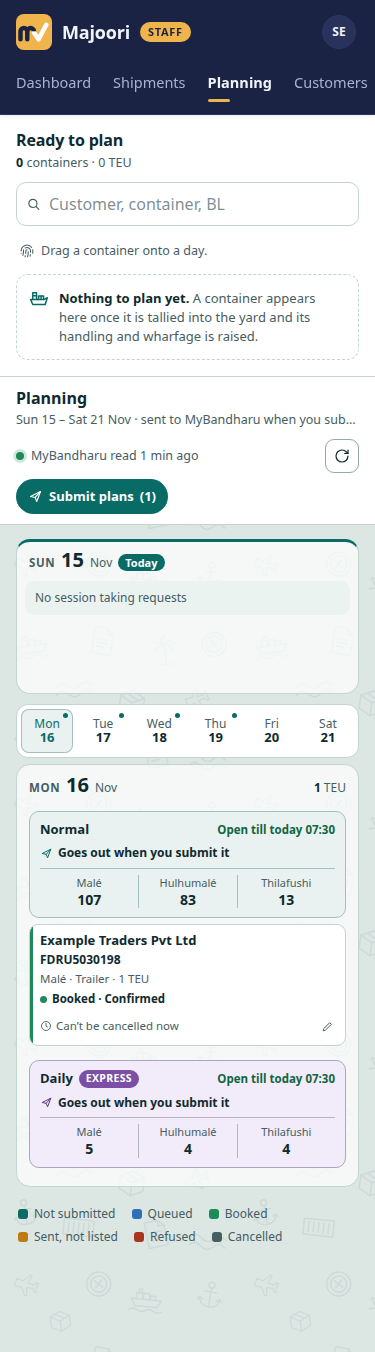 Majoori STAFF SE
Dashboard Shipments Planning Customers
Ready to plan
0 containers · 0 TEU
Customer, container, BL
Drag a container onto a day.
Nothing to plan yet. A container appears
here once it is tallied into the yard and its
handling and wharfage is raised.
Planning
Sun 15 – Sat 21 Nov · sent to MyBandharu when you sub…
MyBandharu read 1 min ago
Submit plans (1)
SUN 15 Nov Today
No session taking requests
Mon Tue Wed Thu Fri Sat
16 17 18 19 20 21
MON 16 Nov 1 TEU
Normal Open till today 07:30
Goes out when you submit it
Malé Hulhumalé Thilafushi
107 83 13
Example Traders Pvt Ltd
FDRU5030198
Malé · Trailer · 1 TEU
Booked · Confirmed
Can't be cancelled now
Daily EXPRESS Open till today 07:30
Goes out when you submit it
Malé Hulhumalé Thilafushi
5 4 4
Not submitted Queued Booked
Sent, not listed Refused Cancelled